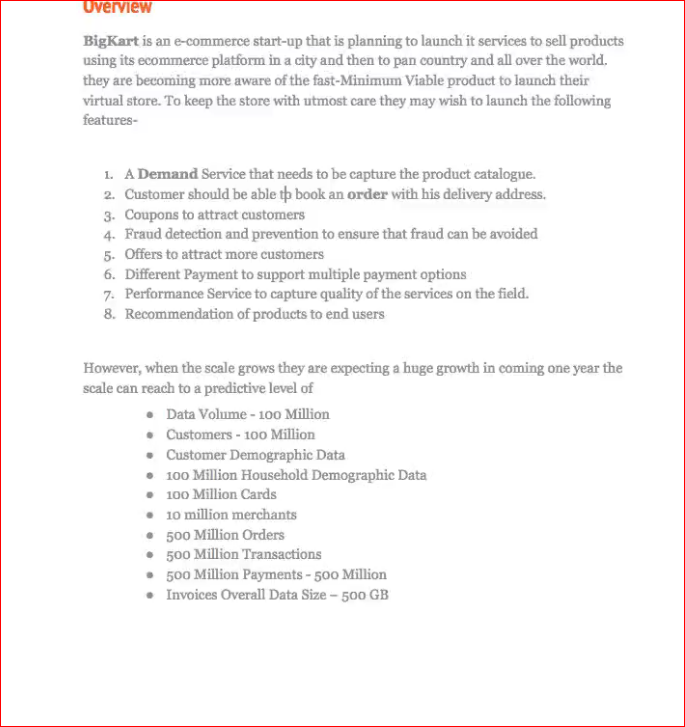 Overview
BigKart is an e-commerce start-up that is planning to launch it services to sell products
using its ecommerce platform in a city and then to pan country and all over the world.
they are becoming more aware of the fast-Minimum Viable product to launch their
virtual store. To keep the store with utmost care they may wish to launch the following
features-
1. A Demand Service that needs to be capture the product catalogue.
2. Customer should be able to book an order with his delivery address.
3. Coupons to attract customers
4. Fraud detection and prevention to ensure that fraud can be avoided
5. Offers to attract more customers
6. Different Payment to support multiple payment options
7. Performance Service to capture quality of the services on the field.
8. Recommendation of products to end users
However, when the scale grows they are expecting a huge growth in coming one year the
scale can reach to a predictive level of
● Data Volume - 100 Million
● Customers - 100 Million
● Customer Demographic Data
● 100 Million Household Demographic Data
● 100 Million Cards
● 10 million merchants
● 500 Million Orders
● 500 Million Transactions
● 500 Million Payments - 500 Million
● Invoices Overall Data Size – 500 GB